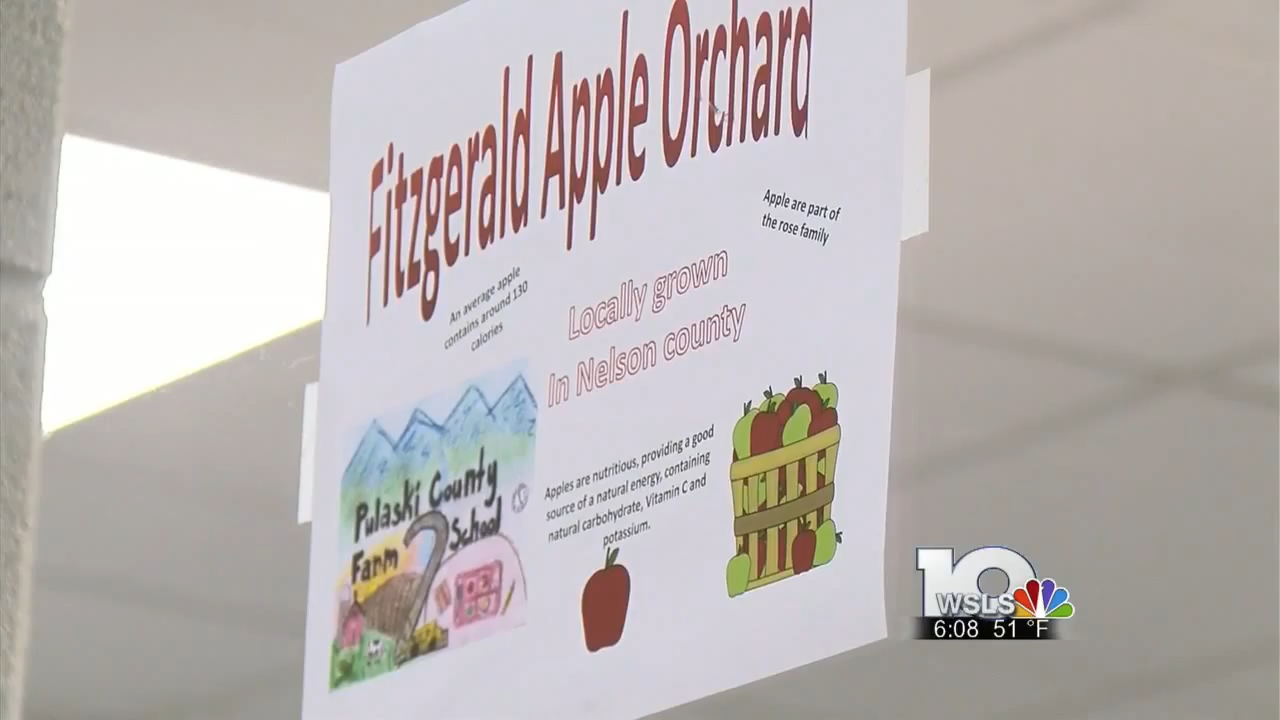 Fitzgerald Apple Orchard
Apple are part of
the rose family
An average apple
contains around 130
calories
Locally grown
In Nelson county
Pulaski County
Farm 2 School
Apples are nutritious, providing a good
source of a natural energy, containing
natural carbohydrate, Vitamin C and
potassium.
10
WSLS
6:08 51 °F